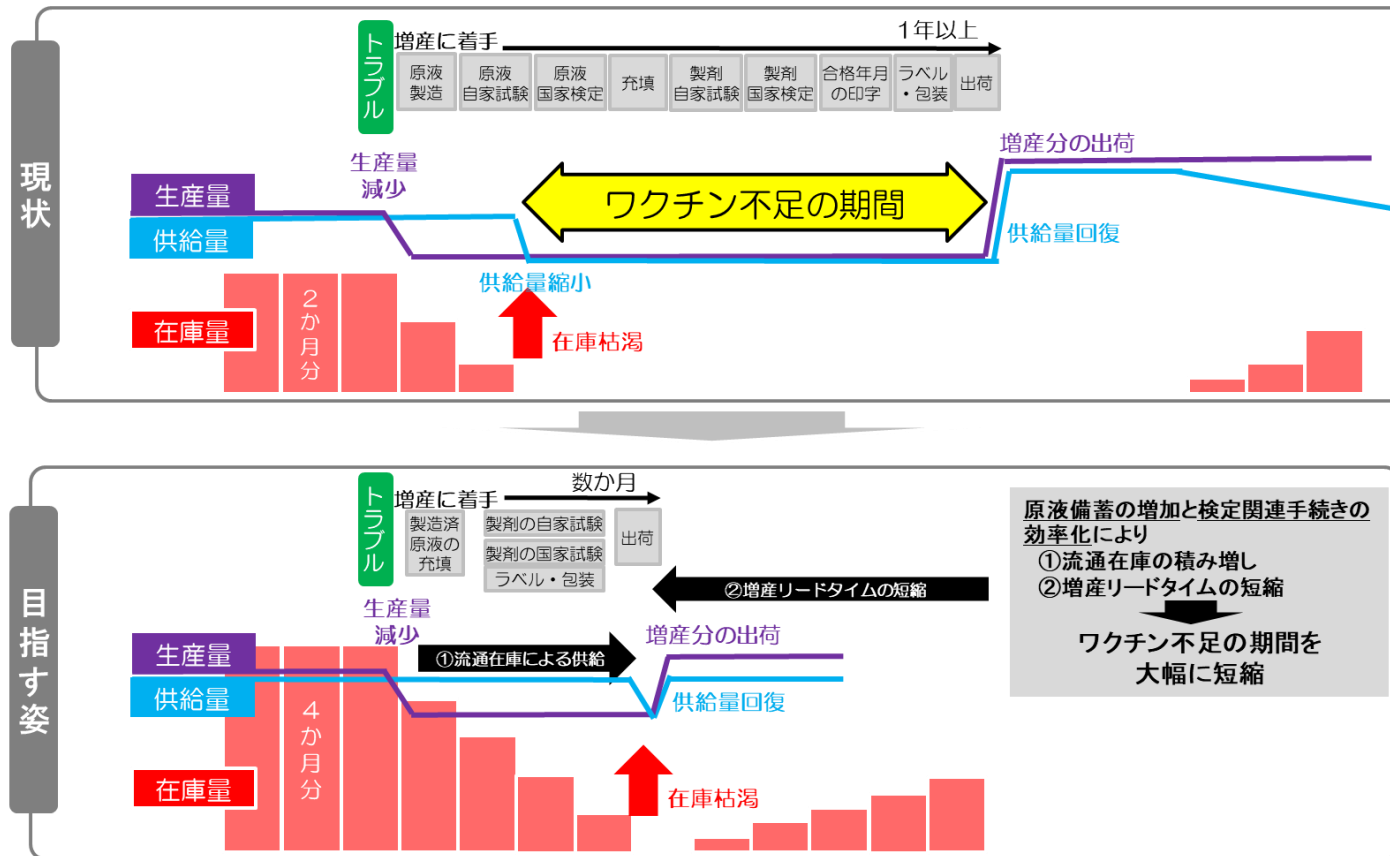 現状
トラブル
増産に着手
1年以上
原液
製造
原液
自家試験
原液
国家検定
充填
製剤
自家試験
製剤
国家検定
合格年月
の印字
ラベル
・包装
出荷
生産量
減少
増産分の出荷
生産量
供給量
ワクチン不足の期間
供給量回復
供給量縮小
在庫量
2か月分
在庫枯渇
目指す姿
トラブル
増産に着手
数か月
製造済
原液の
充填
製剤の自家試験
製剤の国家試験
ラベル・包装
出荷
②増産リードタイムの短縮
生産量
減少
増産分の出荷
生産量
①流通在庫による供給
供給量
供給量回復
4か月分
在庫量
在庫枯渇
原液備蓄の増加と検定関連手続きの
効率化により
①流通在庫の積み増し
②増産リードタイムの短縮
ワクチン不足の期間を
大幅に短縮